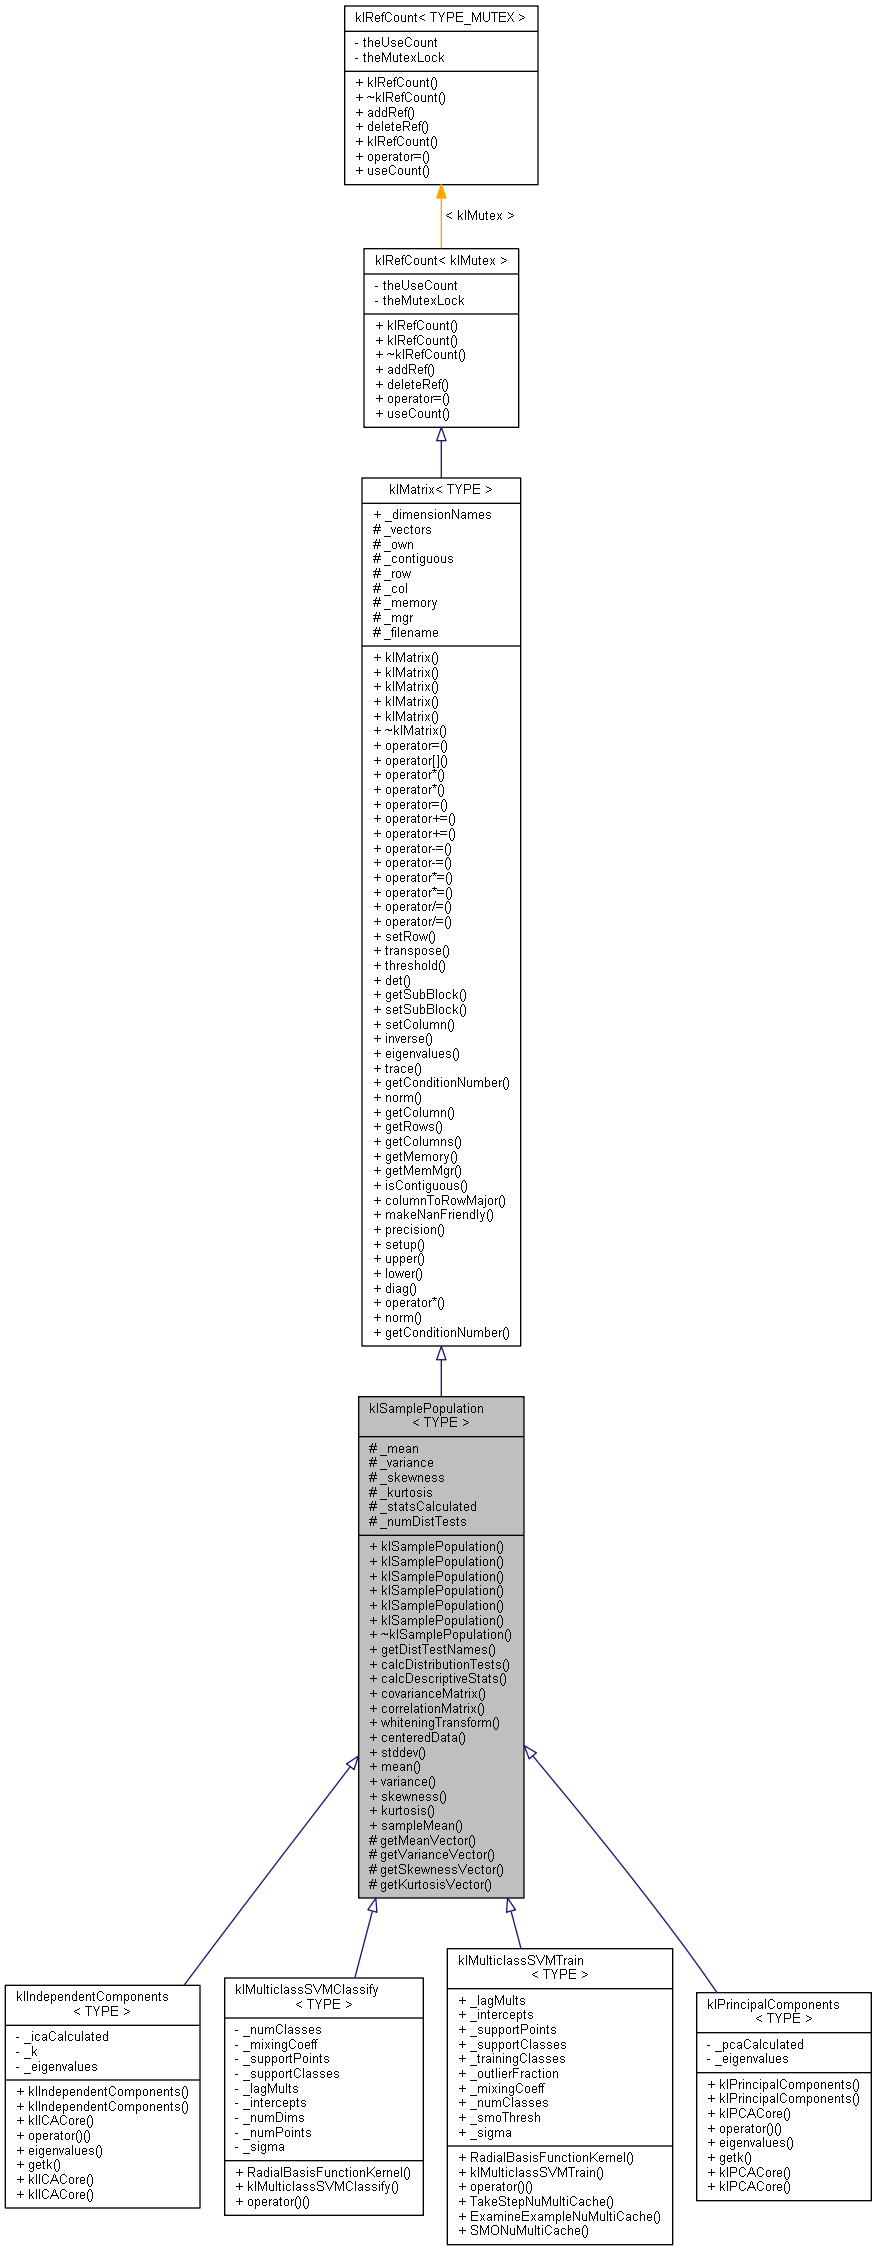 klRefCount< TYPE_MUTEX >
- theUseCount
- theMutexLock
+ klRefCount()
+ ~klRefCount()
+ addRef()
+ deleteRef()
+ klRefCount()
+ operator=()
+ useCount()
< klMutex >
klRefCount< klMutex >
- theUseCount
- theMutexLock
+ klRefCount()
+ klRefCount()
+ ~klRefCount()
+ addRef()
+ deleteRef()
+ operator=()
+ useCount()
klMatrix< TYPE >
+ _dimensionNames
# _vectors
# _own
# _contiguous
# _row
# _col
# _memory
# _mgr
# _filename
+ klMatrix()
+ klMatrix()
+ klMatrix()
+ klMatrix()
+ klMatrix()
+ ~klMatrix()
+ operator=()
+ operator[]()
+ operator*()
+ operator*()
+ operator=()
+ operator+=()
+ operator+=()
+ operator-=()
+ operator-=()
+ operator*=()
+ operator*=()
+ operator/=()
+ operator/=()
+ setRow()
+ transpose()
+ threshold()
+ det()
+ getSubBlock()
+ setSubBlock()
+ setColumn()
+ inverse()
+ eigenvalues()
+ trace()
+ getConditionNumber()
+ norm()
+ getColumn()
+ getRows()
+ getColumns()
+ getMemory()
+ getMemMgr()
+ isContiguous()
+ columnToRowMajor()
+ makeNanFriendly()
+ precision()
+ setup()
+ upper()
+ lower()
+ diag()
+ operator*()
+ norm()
+ getConditionNumber()
klSamplePopulation
< TYPE >
# _mean
# _variance
# _skewness
# _kurtosis
# _statsCalculated
# _numDistTests
+ klSamplePopulation()
+ klSamplePopulation()
+ klSamplePopulation()
+ klSamplePopulation()
+ klSamplePopulation()
+ klSamplePopulation()
+ ~klSamplePopulation()
+ getDistTestNames()
+ calcDistributionTests()
+ calcDescriptiveStats()
+ covarianceMatrix()
+ correlationMatrix()
+ whiteningTransform()
+ centeredData()
+ stddev()
+ mean()
+ variance()
+ skewness()
+ kurtosis()
+ sampleMean()
# getMeanVector()
# getVarianceVector()
# getSkewnessVector()
# getKurtosisVector()
klIndependentComponents
< TYPE >
- _icaCalculated
- _k
- _eigenvalues
+ klIndependentComponents()
+ klIndependentComponents()
+ klICACore()
+ operator()()
+ eigenvalues()
+ getk()
+ klICACore()
+ klICACore()
klMulticlassSVMClassify
< TYPE >
- _numClasses
- _mixingCoeff
- _supportPoints
- _supportClasses
- _lagMults
- _intercepts
- _numDims
- _numPoints
- _sigma
+ RadialBasisFunctionKernel()
+ klMulticlassSVMClassify()
+ operator()()
klMulticlassSVMTrain
< TYPE >
+ _lagMults
+ _intercepts
+ _supportPoints
+ _supportClasses
+ _trainingClasses
+ _outlierFraction
+ _mixingCoeff
+ _numClasses
+ _smoThresh
+ _sigma
+ RadialBasisFunctionKernel()
+ klMulticlassSVMTrain()
+ operator()()
+ TakeStepNuMultiCache()
+ ExamineExampleNuMultiCache()
+ SMONuMultiCache()
klPrincipalComponents
< TYPE >
- _pcaCalculated
- _eigenvalues
+ klPrincipalComponents()
+ klPrincipalComponents()
+ klPCACore()
+ operator()()
+ eigenvalues()
+ getk()
+ klPCACore()
+ klPCACore()